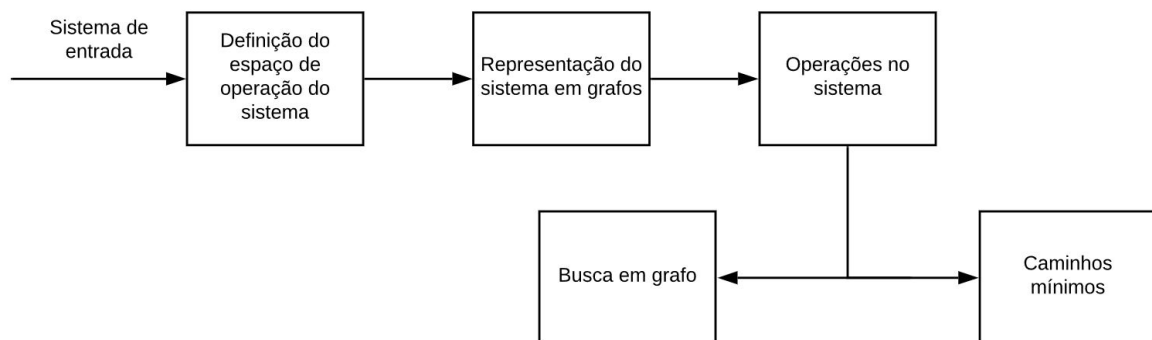 Sistema de
entrada
Definição do
espaço de
operação do
sistema
Representação do
sistema em grafos
Operações no
sistema
Busca em grafo
Caminhos
mínimos